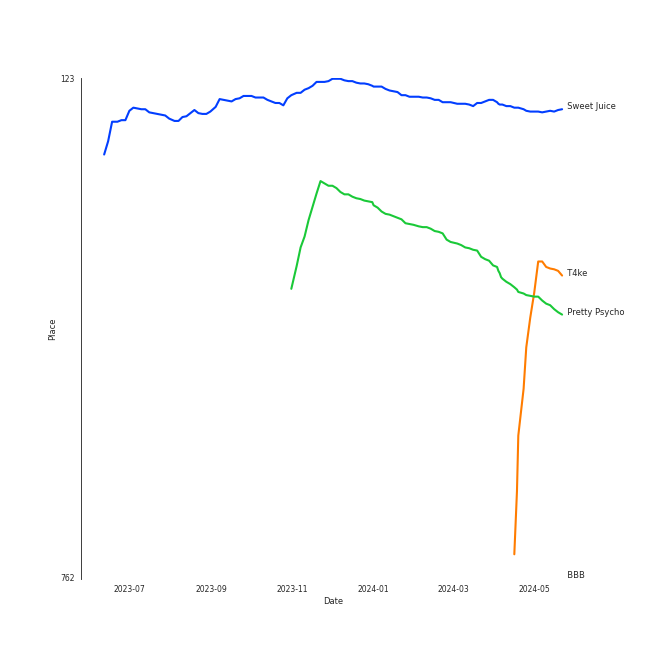 123
Sweet Juice
T4ke
Place
Pretty Psycho
BBB
762
2023-07
2023-09
2023-11
2024-01
2024-03
2024-05
Date